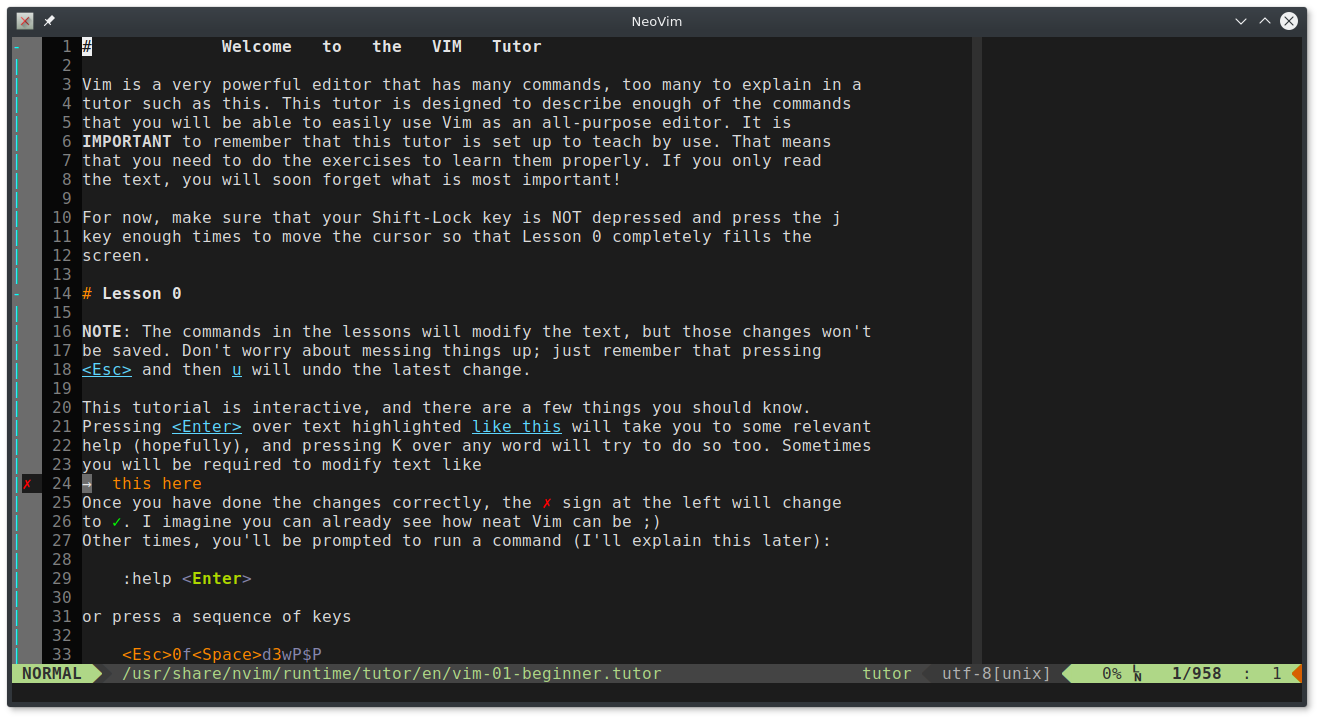 NeoVim
1 #             Welcome   to   the   VIM   Tutor
2
3 Vim is a very powerful editor that has many commands, too many to explain in a
4 tutor such as this. This tutor is designed to describe enough of the commands
5 that you will be able to easily use Vim as an all-purpose editor. It is
6 IMPORTANT to remember that this tutor is set up to teach by use. That means
7 that you need to do the exercises to learn them properly. If you only read
8 the text, you will soon forget what is most important!
9
10 For now, make sure that your Shift-Lock key is NOT depressed and press the j
11 key enough times to move the cursor so that Lesson 0 completely fills the
12 screen.
13
14 # Lesson 0
15
16 NOTE: The commands in the lessons will modify the text, but those changes won't
17 be saved. Don't worry about messing things up; just remember that pressing
18 <Esc> and then u will undo the latest change.
19
20 This tutorial is interactive, and there are a few things you should know.
21 Pressing <Enter> over text highlighted like this will take you to some relevant
22 help (hopefully), and pressing K over any word will try to do so too. Sometimes
23 you will be required to modify text like
✗ 24 →  this here
25 Once you have done the changes correctly, the ✗ sign at the left will change
26 to ✓. I imagine you can already see how neat Vim can be ;)
27 Other times, you'll be prompted to run a command (I'll explain this later):
28
29     :help <Enter>
30
31 or press a sequence of keys
32
33     <Esc>0f<Space>d3wP$P
NORMAL /usr/share/nvim/runtime/tutor/en/vim-01-beginner.tutor tutor utf-8[unix] 0% LN 1/958 : 1